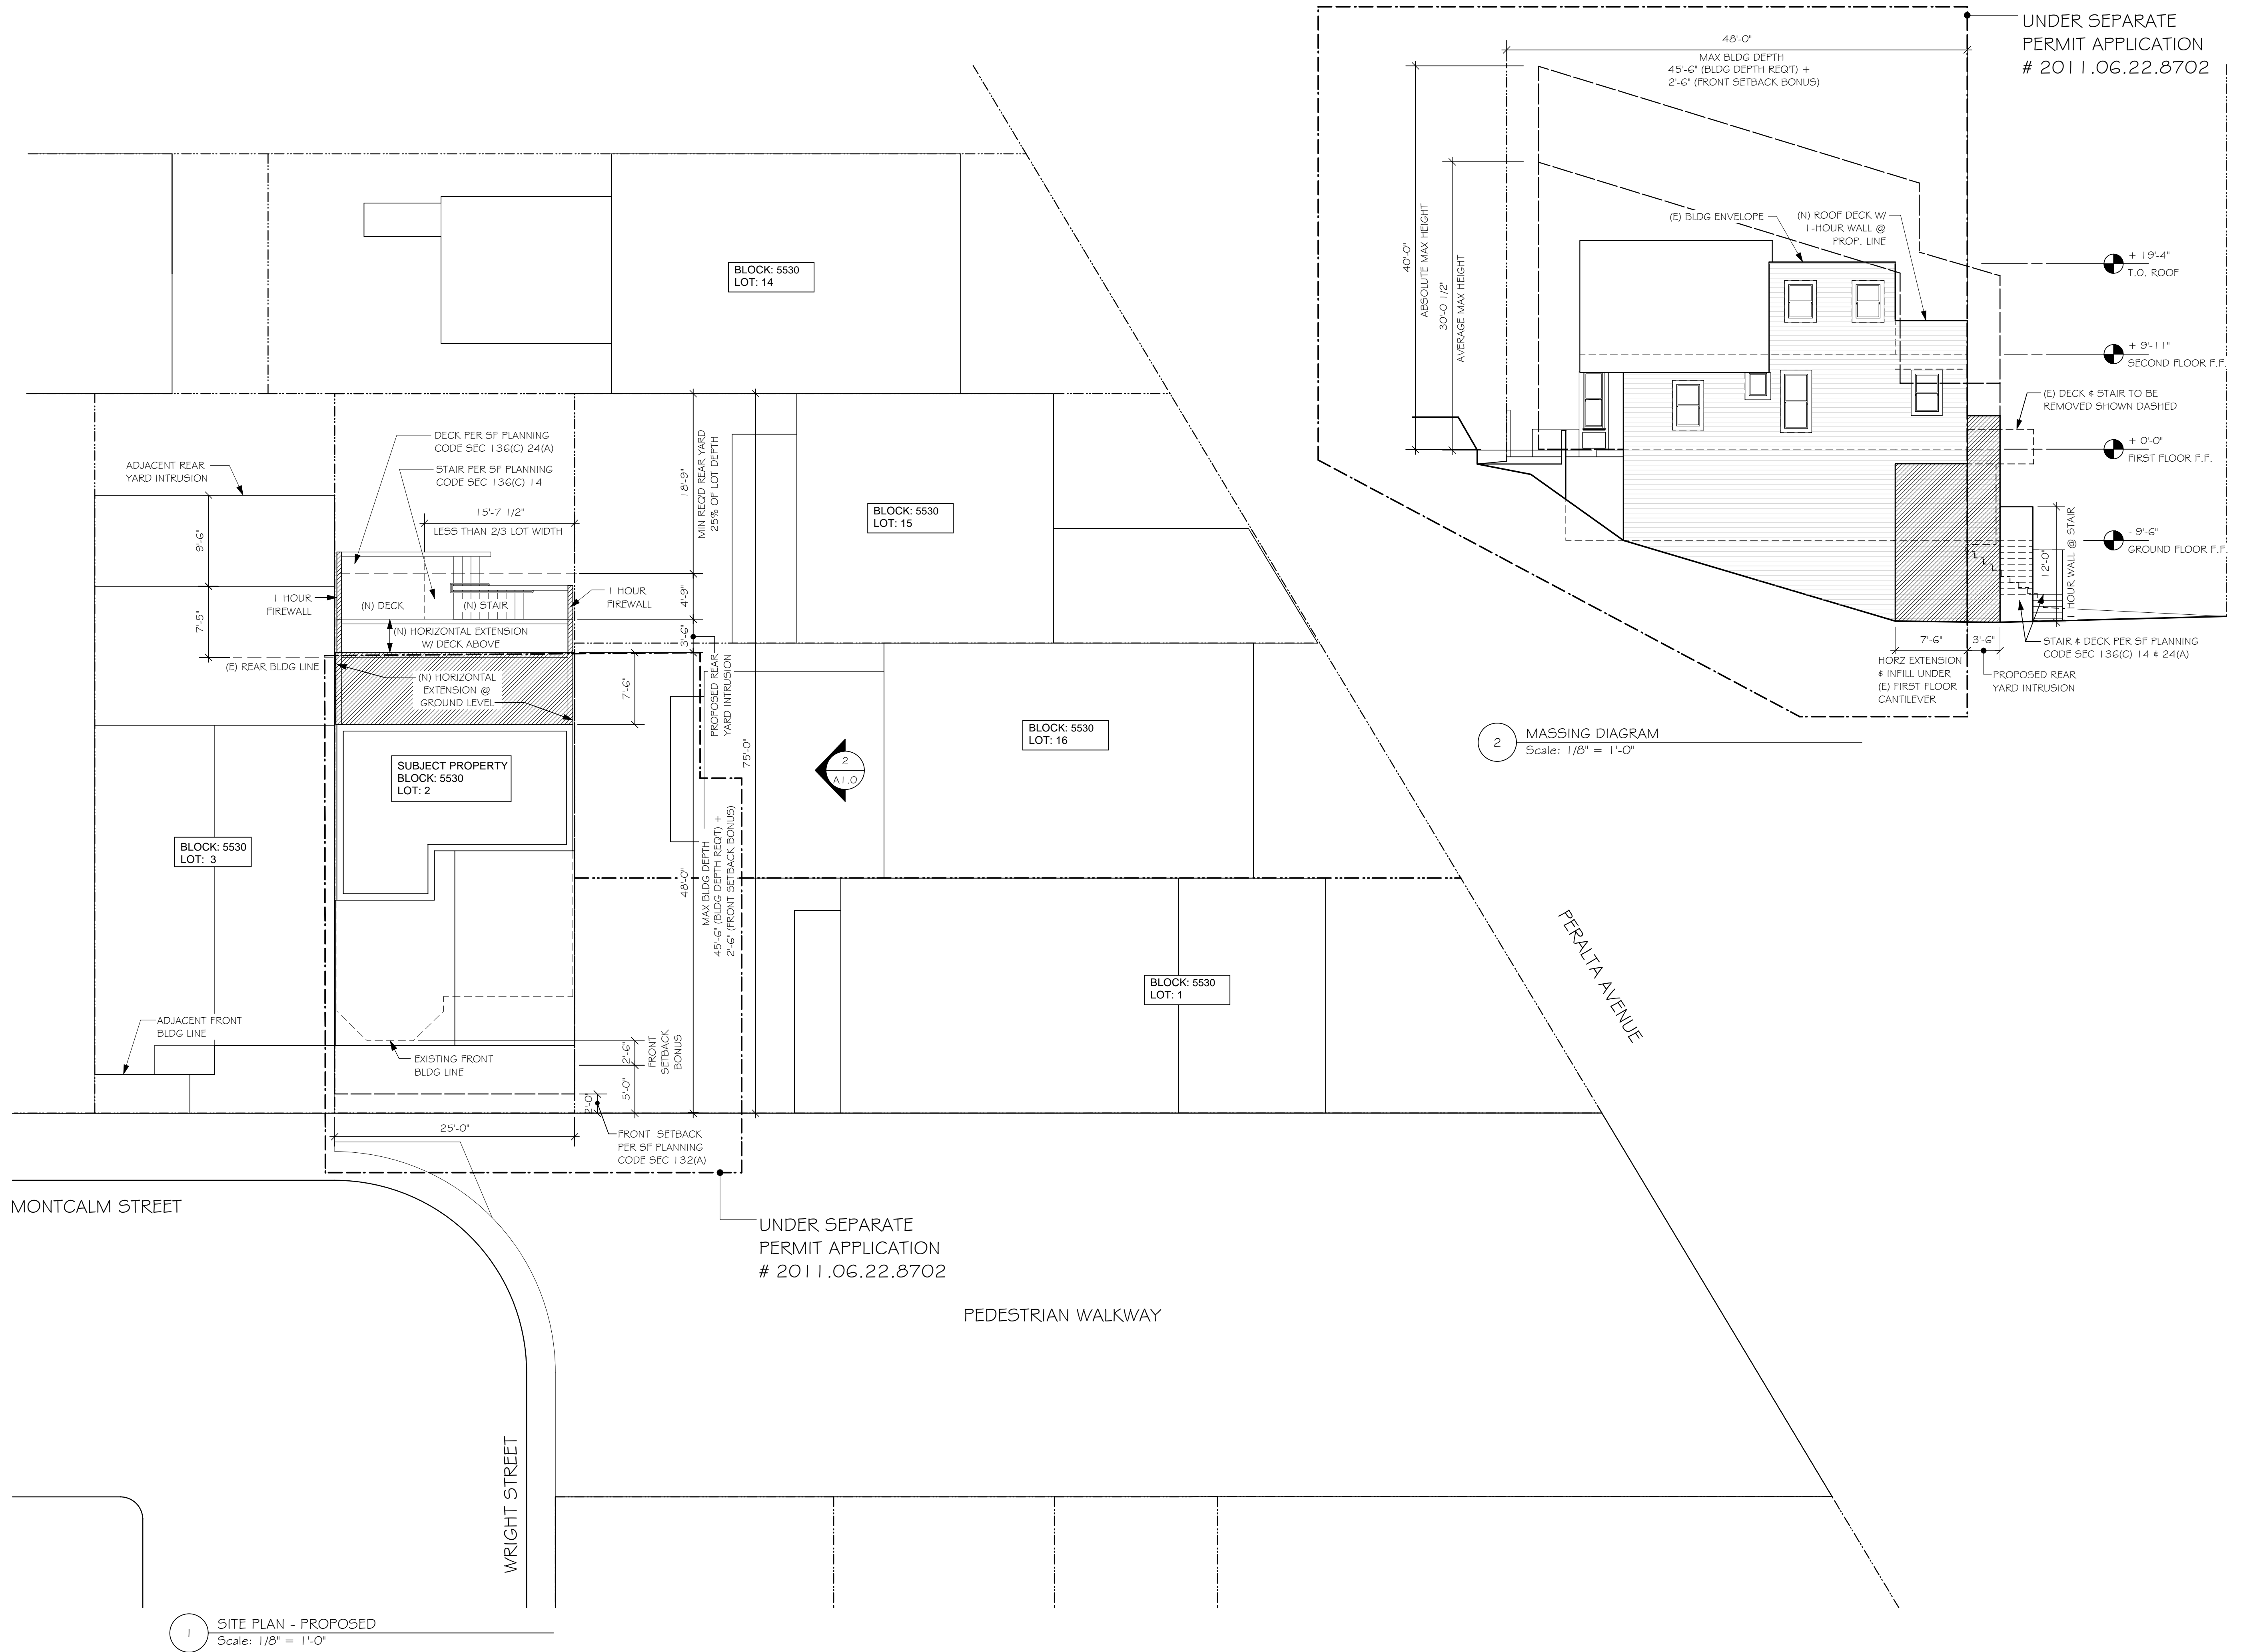 UNDER SEPARATE
PERMIT APPLICATION
# 2011.06.22.8702
48'-0"
MAX BLDG DEPTH
45'-6" (BLDG DEPTH REQ'T) +
2'-6" (FRONT SETBACK BONUS)
40'-0"
ABSOLUTE MAX HEIGHT
30'-0 1/2"
AVERAGE MAX HEIGHT
(E) BLDG ENVELOPE
(N) ROOF DECK W/
1-HOUR WALL @
PROP. LINE
+ 19'-4"
T.O. ROOF
+ 9'-11"
SECOND FLOOR F.F.
(E) DECK & STAIR TO BE
REMOVED SHOWN DASHED
+ 0'-0"
FIRST FLOOR F.F.
- 9'-6"
GROUND FLOOR F.F.
12'-0"
1 HOUR WALL @ STAIR
STAIR & DECK PER SF PLANNING
CODE SEC 136(C) 14 & 24(A)
7'-6"
3'-6"
HORZ EXTENSION
& INFILL UNDER
(E) FIRST FLOOR
CANTILEVER
PROPOSED REAR
YARD INTRUSION
2
MASSING DIAGRAM
Scale: 1/8" = 1'-0"
BLOCK: 5530
LOT: 14
DECK PER SF PLANNING
CODE SEC 136(C) 24(A)
STAIR PER SF PLANNING
CODE SEC 136(C) 14
ADJACENT REAR
YARD INTRUSION
15'-7 1/2"
LESS THAN 2/3 LOT WIDTH
18'-9"
MIN REQ'D REAR YARD
25% OF LOT DEPTH
BLOCK: 5530
LOT: 15
9'-6"
7'-5"
1 HOUR
FIREWALL
(N) DECK
(N) STAIR
1 HOUR
FIREWALL
4'-9"
3'-6"
(N) HORIZONTAL EXTENSION
W/ DECK ABOVE
(E) REAR BLDG LINE
(N) HORIZONTAL
EXTENSION @
GROUND LEVEL
7'-6"
PROPOSED REAR
YARD INTRUSION
75'-0"
BLOCK: 5530
LOT: 16
2
A1.0
SUBJECT PROPERTY
BLOCK: 5530
LOT: 2
BLOCK: 5530
LOT: 3
48'-0"
MAX BLDG DEPTH
45'-6" (BLDG DEPTH REQ'T) +
2'-6" (FRONT SETBACK BONUS)
BLOCK: 5530
LOT: 1
PERALTA AVENUE
ADJACENT FRONT
BLDG LINE
EXISTING FRONT
BLDG LINE
2'-6"
FRONT
SETBACK
BONUS
5'-0"
2'-0"
25'-0"
FRONT SETBACK
PER SF PLANNING
CODE SEC 132(A)
MONTCALM STREET
UNDER SEPARATE
PERMIT APPLICATION
# 2011.06.22.8702
PEDESTRIAN WALKWAY
WRIGHT STREET
1
SITE PLAN - PROPOSED
Scale: 1/8" = 1'-0"